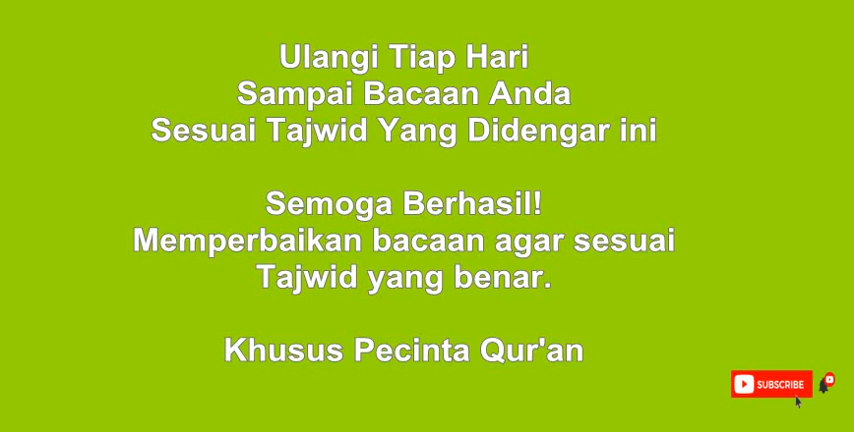 Ulangi Tiap Hari
Sampai Bacaan Anda
Sesuai Tajwid Yang Didengar ini
Semoga Berhasil!
Memperbaikan bacaan agar sesuai
Tajwid yang benar.
Khusus Pecinta Qur'an
SUBSCRIBE